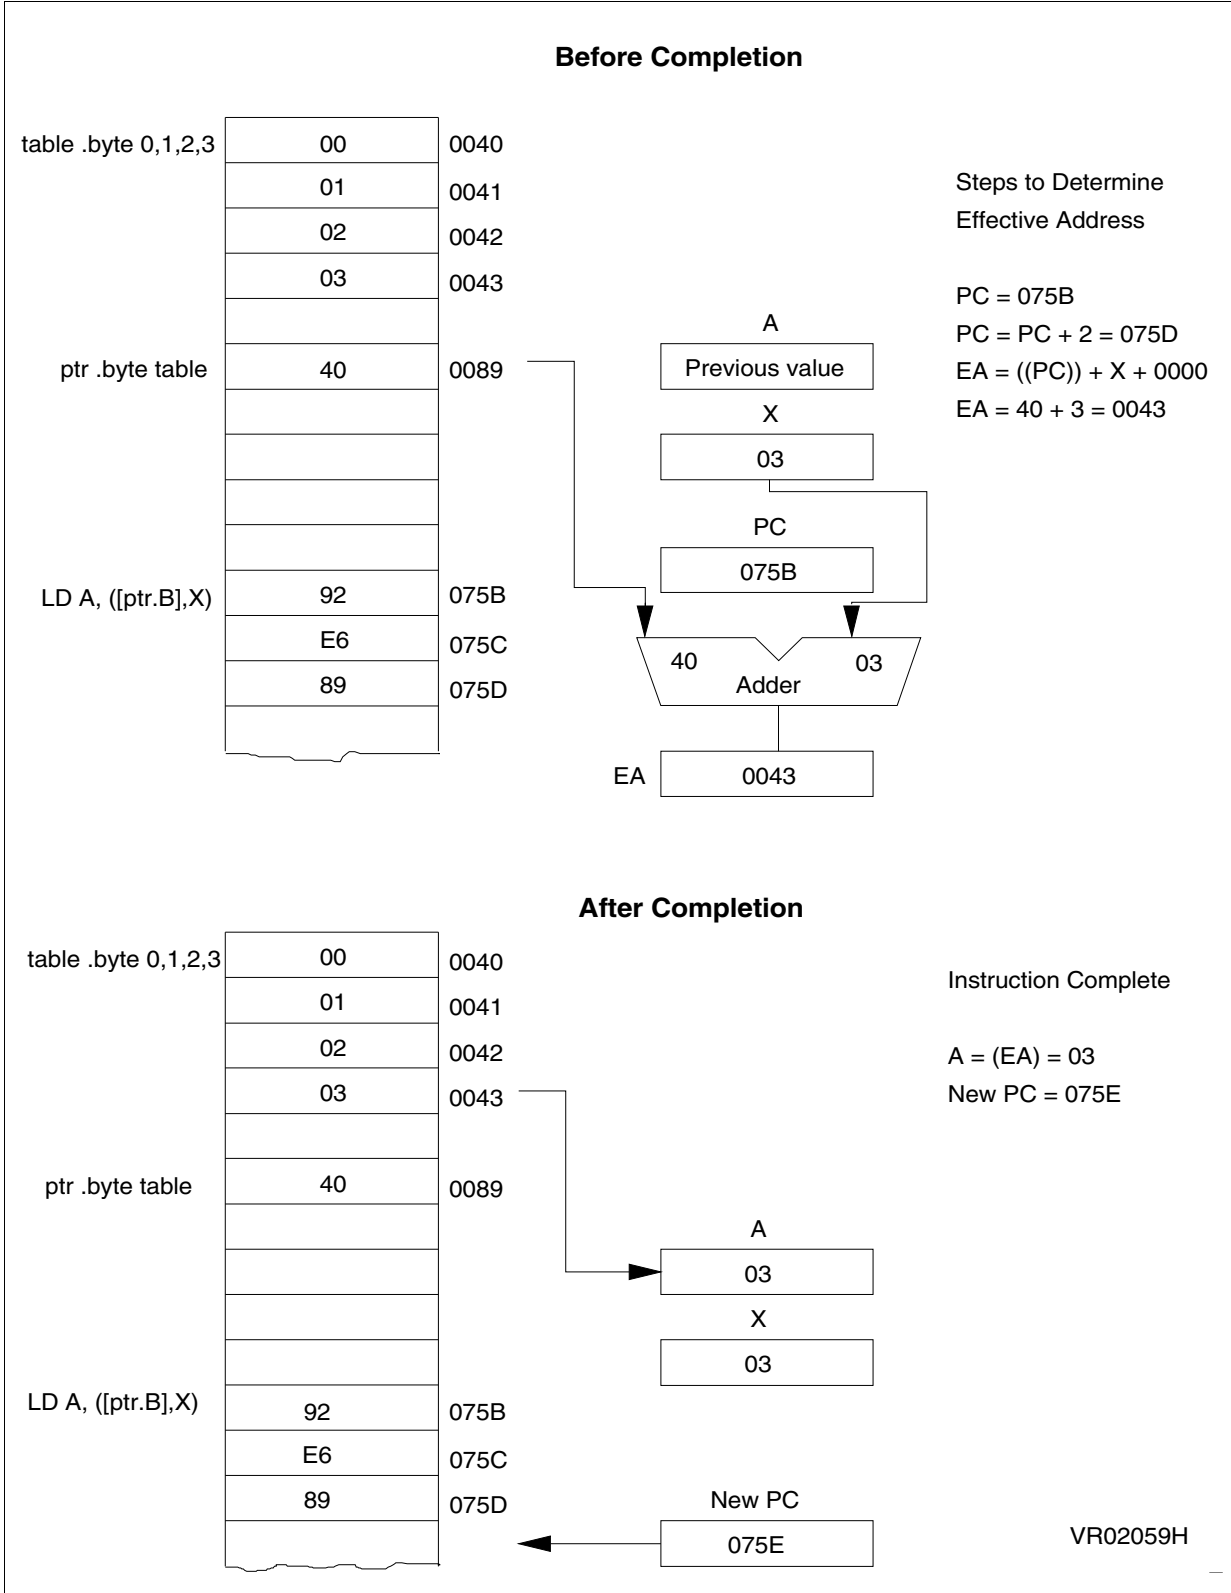 Before Completion
table .byte 0,1,2,3 00 0040
01 0041
02 0042
03 0043
ptr .byte table 40 0089
LD A, ([ptr.B],X) 92 075B
E6 075C
89 075D
A
Previous value
X
03
PC
075B
40 03
Adder
EA 0043
Steps to Determine
Effective Address
PC = 075B
PC = PC + 2 = 075D
EA = ((PC)) + X + 0000
EA = 40 + 3 = 0043
After Completion
table .byte 0,1,2,3 00 0040
01 0041
02 0042
03 0043
ptr .byte table 40 0089
LD A, ([ptr.B],X) 92 075B
E6 075C
89 075D
A
03
X
03
New PC
075E
Instruction Complete
A = (EA) = 03
New PC = 075E
VR02059H